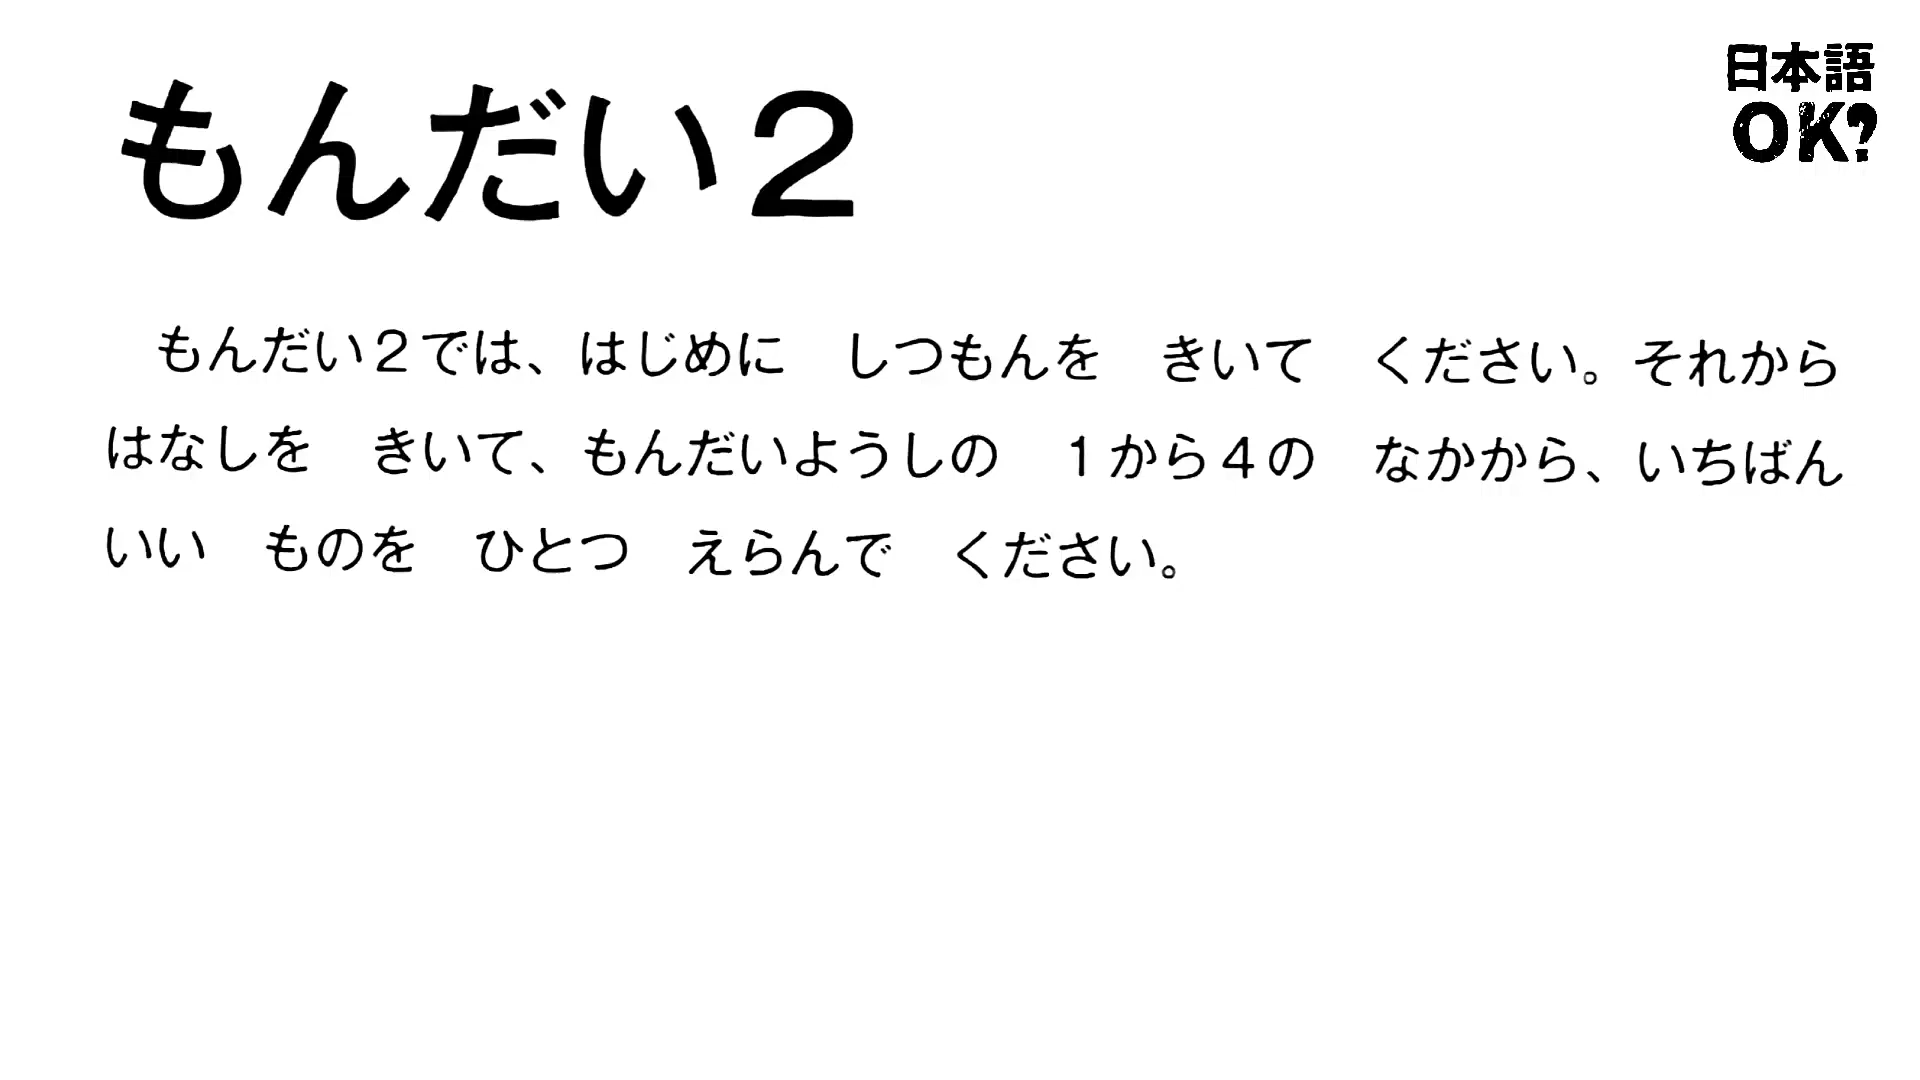 日本語
OK?
もんだい２
もんだい２では、はじめに　しつもんを　きいて　ください。それから
はなしを　きいて、もんだいようしの　１から４の　なかから、いちばん
いい　ものを　ひとつ　えらんで　ください。